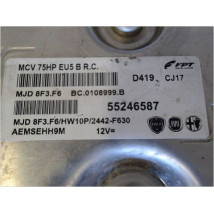 MCV 75HP EU5 B R.C.
FPT
D419 CJ17
MJD 8F3.F6 BC.0108999.B
55246587
MJD 8F3.F6/HW10P/2442-F630
AEMSEHH9M 12V=